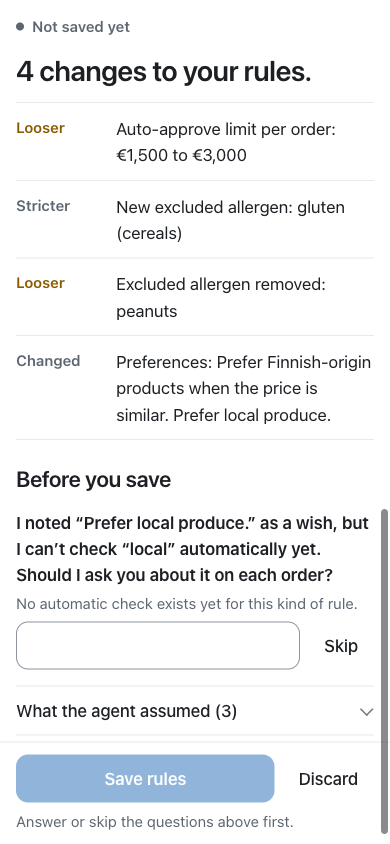 Not saved yet
4 changes to your rules.
Looser
Auto-approve limit per order:
€1,500 to €3,000
Stricter
New excluded allergen: gluten
(cereals)
Looser
Excluded allergen removed:
peanuts
Changed
Preferences: Prefer Finnish-origin
products when the price is
similar. Prefer local produce.
Before you save
I noted “Prefer local produce.” as a wish, but
I can’t check “local” automatically yet.
Should I ask you about it on each order?
No automatic check exists yet for this kind of rule.
Skip
What the agent assumed (3)
Save rules
Discard
Answer or skip the questions above first.